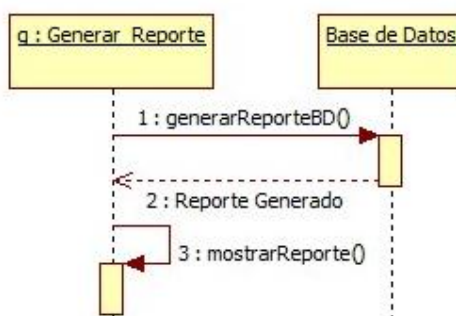 g : Generar_Reporte
Base de Datos
1 : generarReporteBD()
2 : Reporte Generado
3 : mostrarReporte()